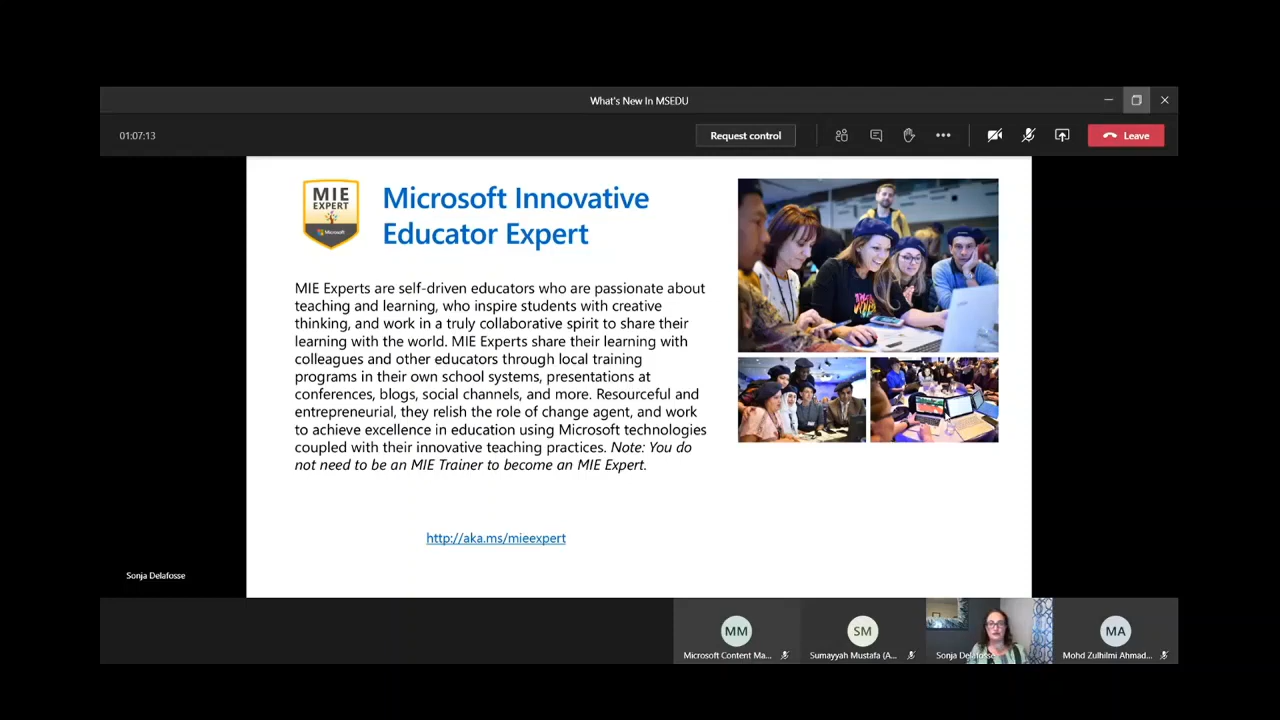 What's New In MSEDU
01:07:13
Request control
Leave
MIE
EXPERT
Microsoft
Microsoft Innovative
Educator Expert
MIE Experts are self-driven educators who are passionate about
teaching and learning, who inspire students with creative
thinking, and work in a truly collaborative spirit to share their
learning with the world. MIE Experts share their learning with
colleagues and other educators through local training
programs in their own school systems, presentations at
conferences, blogs, social channels, and more. Resourceful and
entrepreneurial, they relish the role of change agent, and work
to achieve excellence in education using Microsoft technologies
coupled with their innovative teaching practices. Note: You do
not need to be an MIE Trainer to become an MIE Expert.
http://aka.ms/mieexpert
Sonja Delafosse
MM
Microsoft Content Ma...
SM
Sumayyah Mustafa (A...
Sonja Delafosse
MA
Mohd Zulhilmi Ahmad...